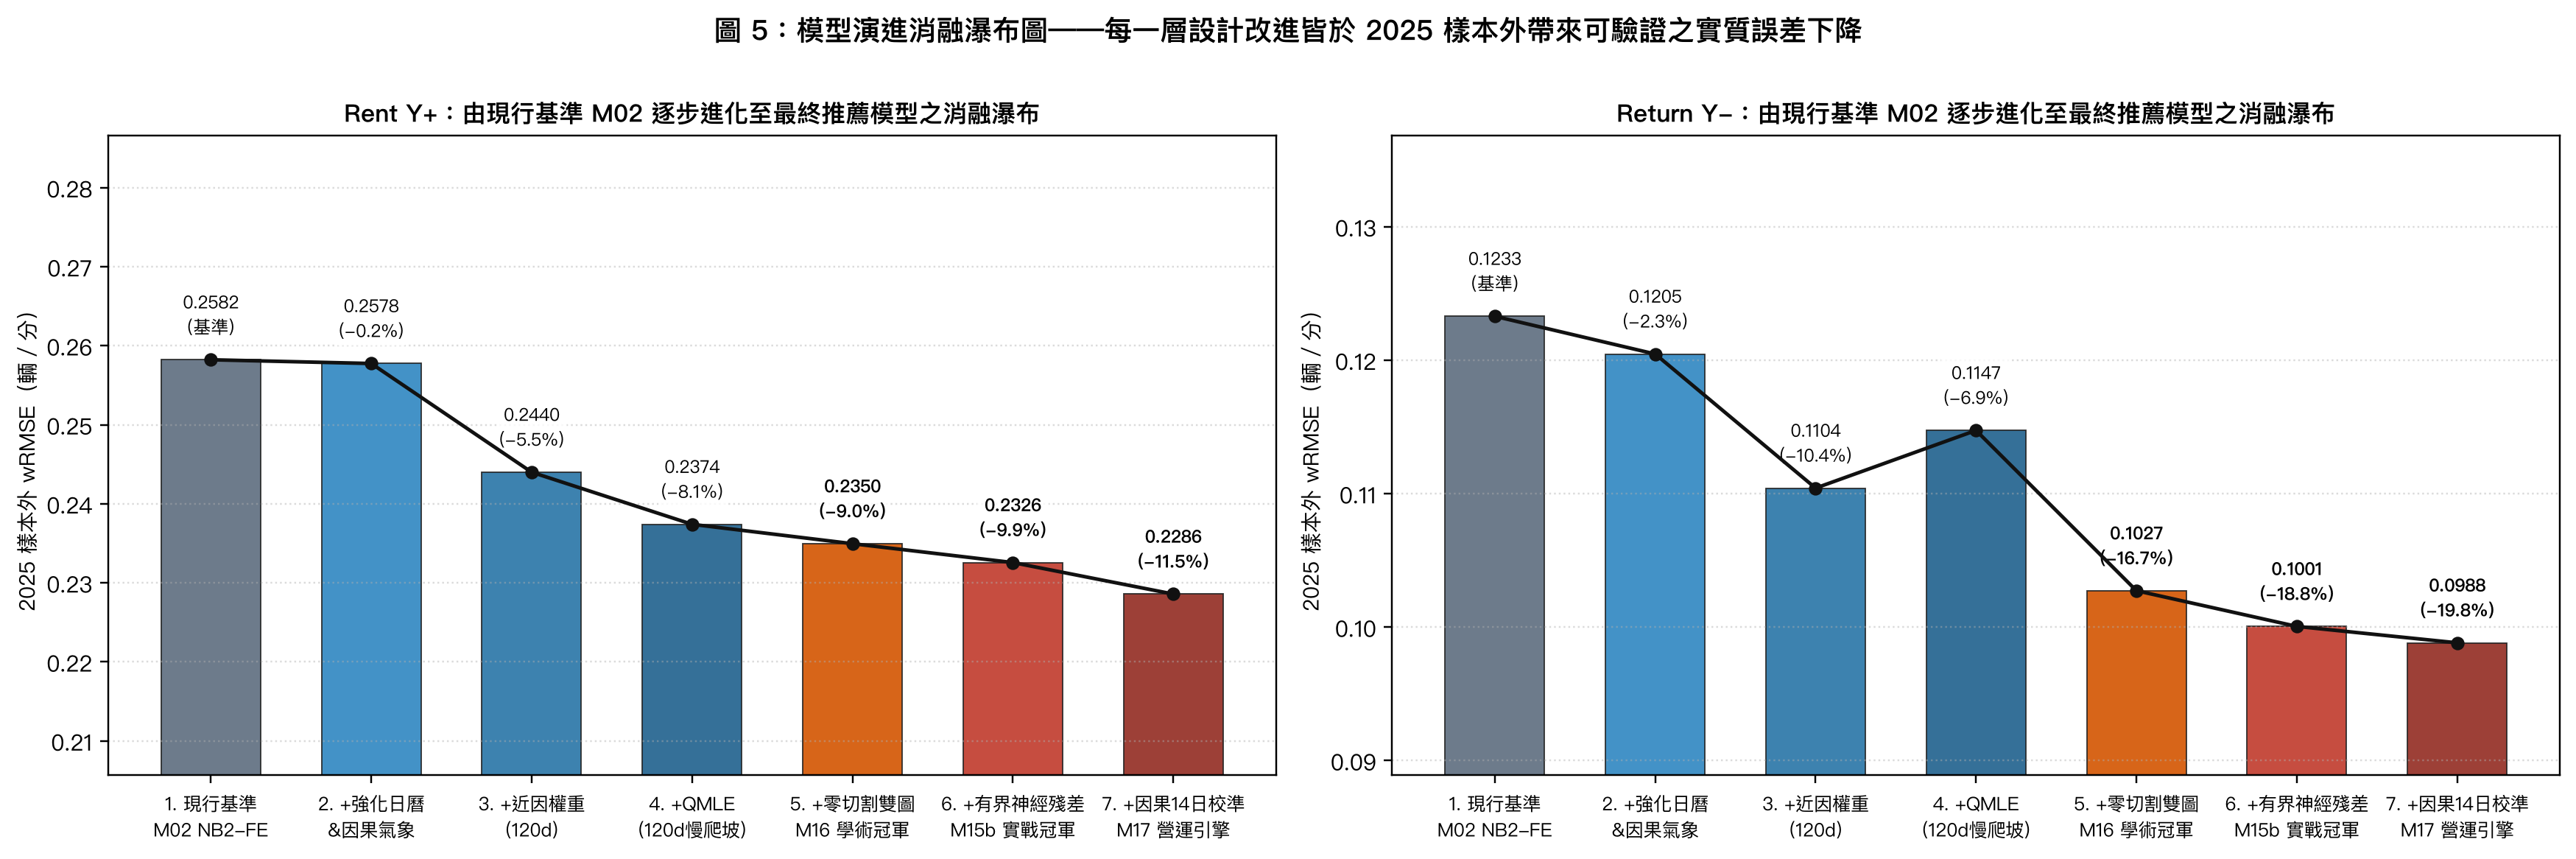 圖 5：模型演進消融瀑布圖——每一層設計改進皆於 2025 樣本外帶來可驗證之實質誤差下降
Rent Y+：由現行基準 M02 逐步進化至最終推薦模型之消融瀑布
2025 樣本外 wRMSE（輛 / 分）
0.28
0.27
0.26
0.25
0.24
0.23
0.22
0.21
0.2582
(基準)
0.2578
(−0.2%)
0.2440
(−5.5%)
0.2374
(−8.1%)
0.2350
(−9.0%)
0.2326
(−9.9%)
0.2286
(−11.5%)
1. 現行基準
M02 NB2−FE
2. +強化日曆
&因果氣象
3. +近因權重
(120d)
4. +QMLE
(120d慢爬坡)
5. +零切割雙圖
M16 學術冠軍
6. +有界神經殘差
M15b 實戰冠軍
7. +因果14日校準
M17 營運引擎
Return Y−：由現行基準 M02 逐步進化至最終推薦模型之消融瀑布
2025 樣本外 wRMSE（輛 / 分）
0.13
0.12
0.11
0.10
0.09
0.1233
(基準)
0.1205
(−2.3%)
0.1104
(−10.4%)
0.1147
(−6.9%)
0.1027
(−16.7%)
0.1001
(−18.8%)
0.0988
(−19.8%)
1. 現行基準
M02 NB2−FE
2. +強化日曆
&因果氣象
3. +近因權重
(120d)
4. +QMLE
(120d慢爬坡)
5. +零切割雙圖
M16 學術冠軍
6. +有界神經殘差
M15b 實戰冠軍
7. +因果14日校準
M17 營運引擎